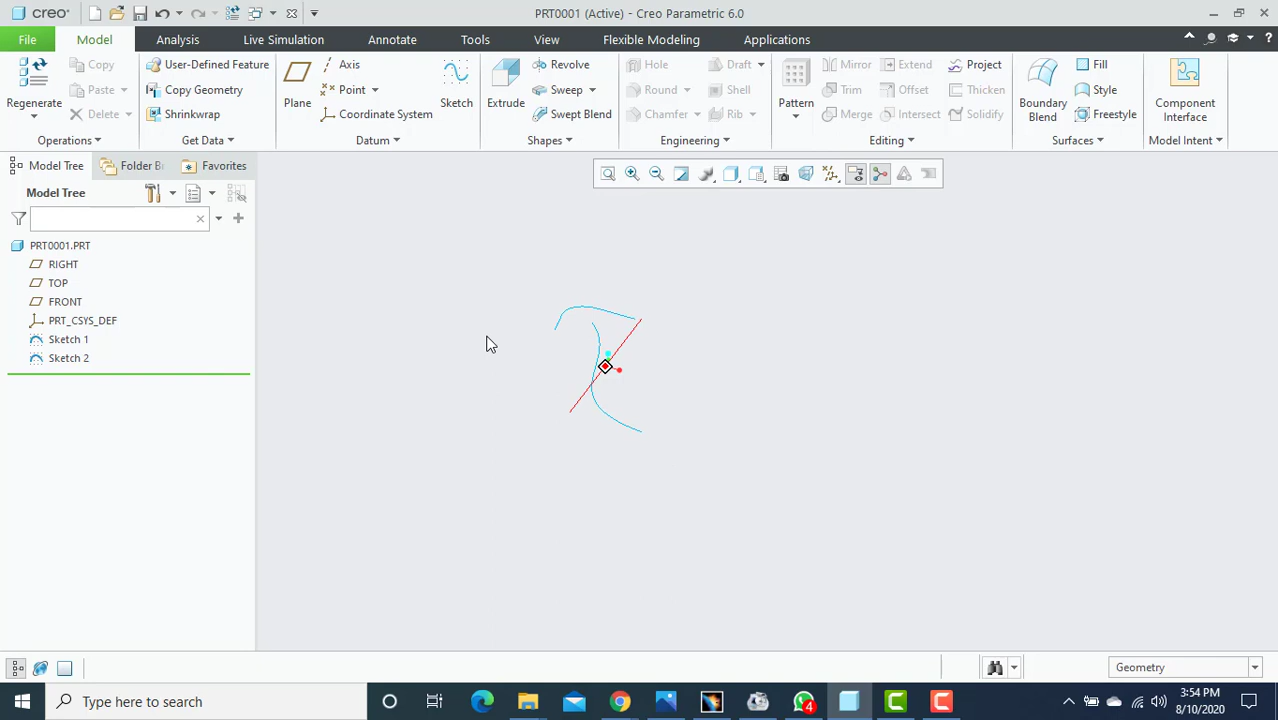 creo PRT0001 (Active) - Creo Parametric 6.0
File Model Analysis Live Simulation Annotate Tools View Flexible Modeling Applications
Regenerate
Copy
Paste
Delete
Operations
User-Defined Feature
Copy Geometry
Shrinkwrap
Get Data
Plane
Axis
Point
Coordinate System
Sketch
Datum
Extrude
Revolve
Sweep
Swept Blend
Shapes
Hole
Round
Chamfer
Draft
Shell
Rib
Engineering
Pattern
Mirror
Trim
Merge
Extend
Offset
Intersect
Project
Thicken
Solidify
Editing
Boundary
Blend
Fill
Style
Freestyle
Surfaces
Component
Interface
Model Intent
Model Tree Folder B Favorites
Model Tree
PRT0001.PRT
RIGHT
TOP
FRONT
PRT_CSYS_DEF
Sketch 1
Sketch 2
Geometry
Type here to search
4
3:54 PM
8/10/2020